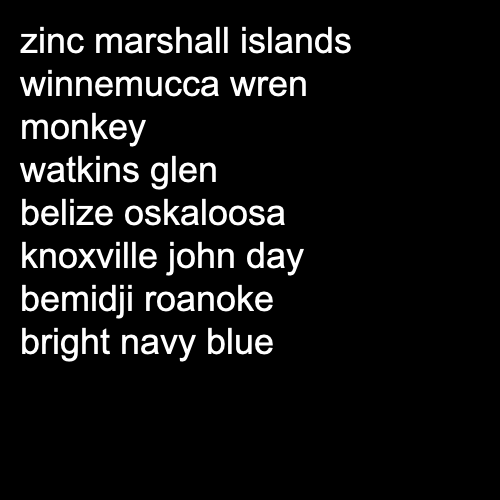 zinc marshall islands
winnemucca wren
monkey
watkins glen
belize oskaloosa
knoxville john day
bemidji roanoke
bright navy blue